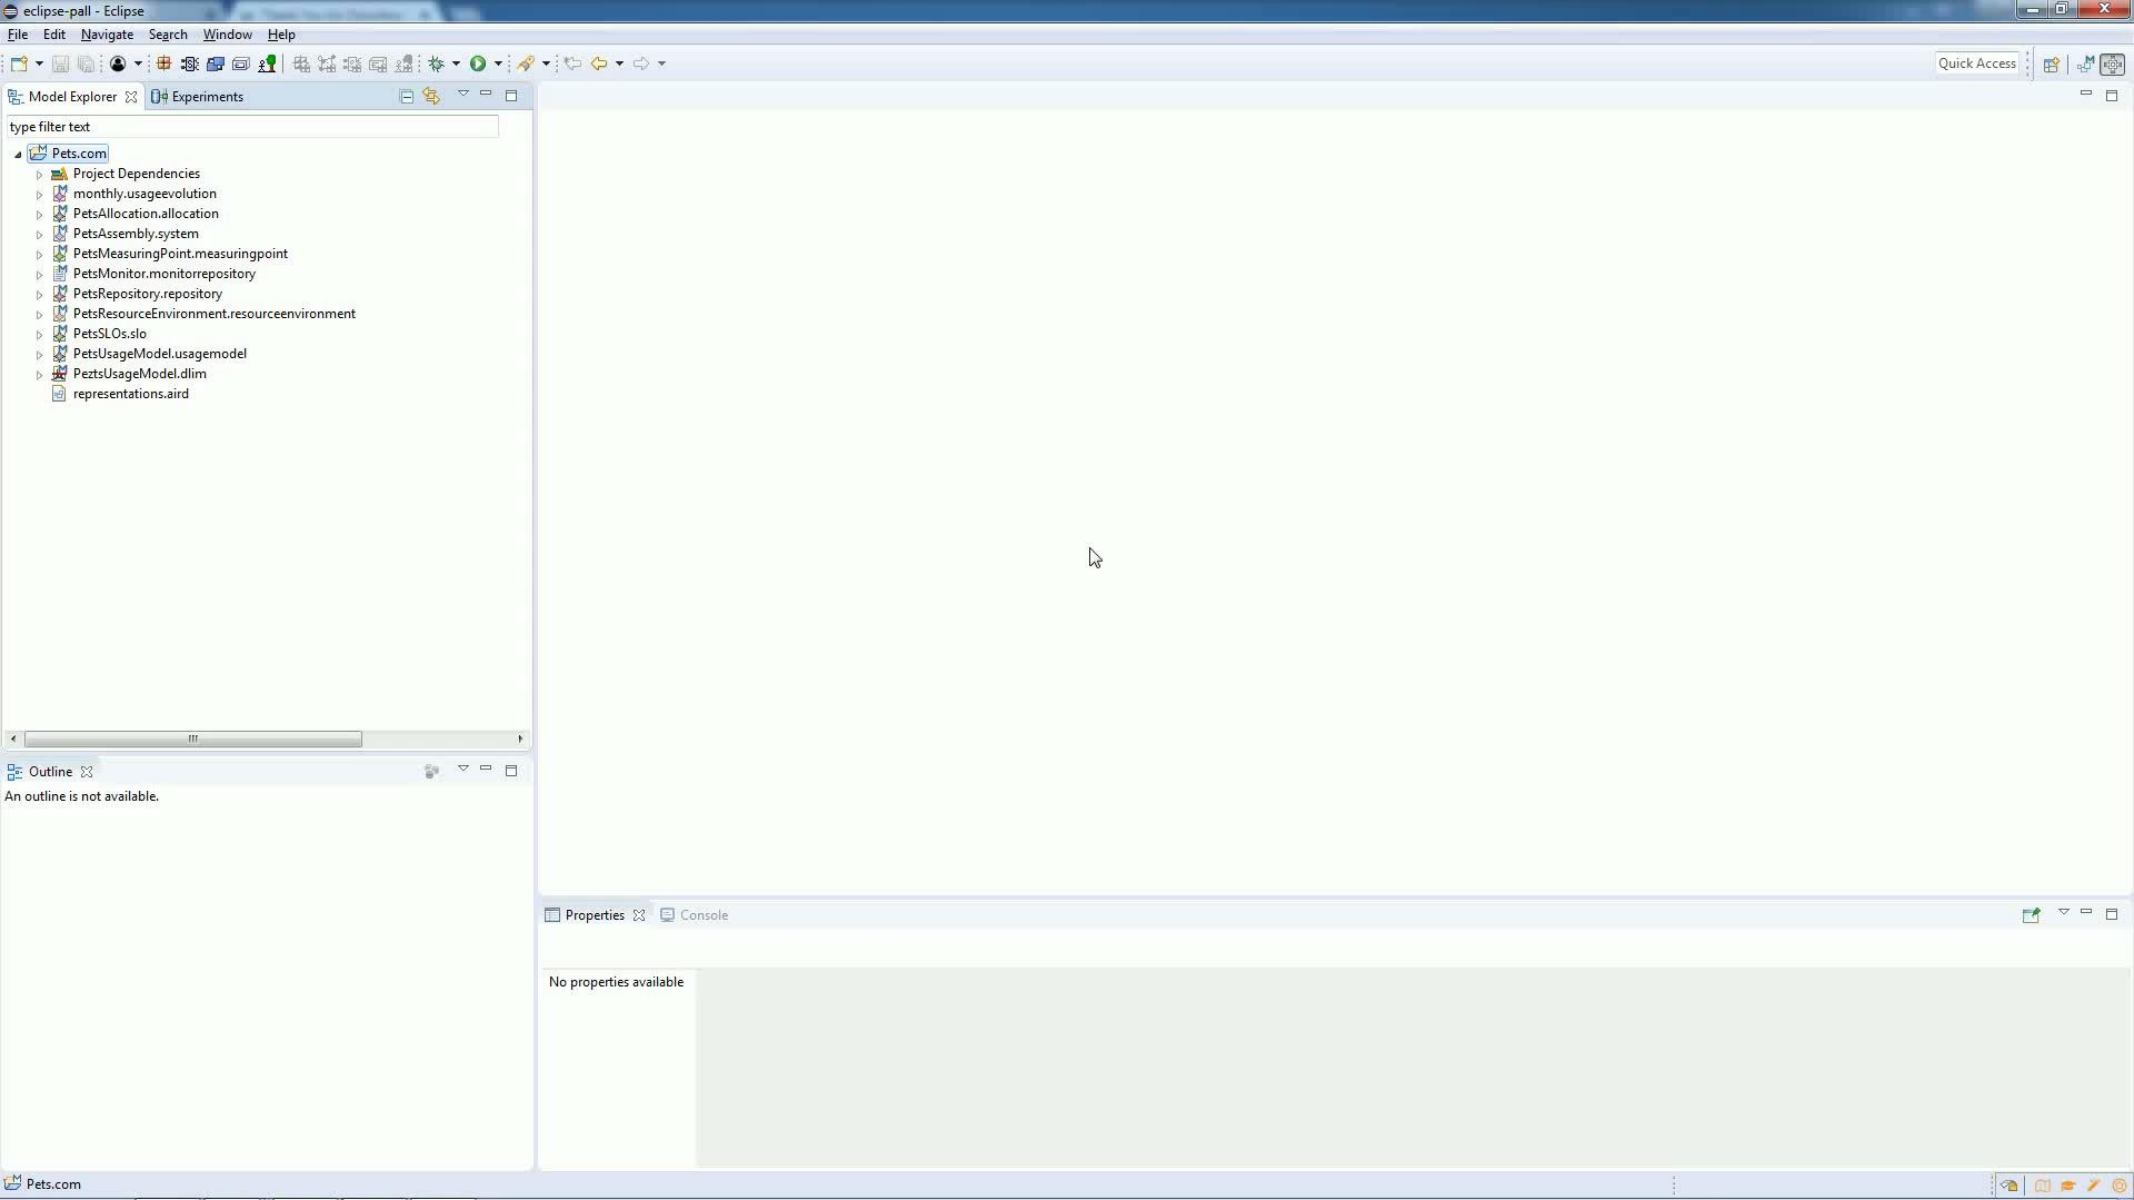 eclipse-pall - Eclipse
File Edit Navigate Search Window Help
Quick Access
Model Explorer Experiments
type filter text
Pets.com
Project Dependencies
monthly.usageevolution
PetsAllocation.allocation
PetsAssembly.system
PetsMeasuringPoint.measuringpoint
PetsMonitor.monitorrepository
PetsRepository.repository
PetsResourceEnvironment.resourceenvironment
PetsSLOs.slo
PetsUsageModel.usagemodel
PeztsUsageModel.dlim
representations.aird
Outline
An outline is not available.
Properties Console
No properties available
Pets.com